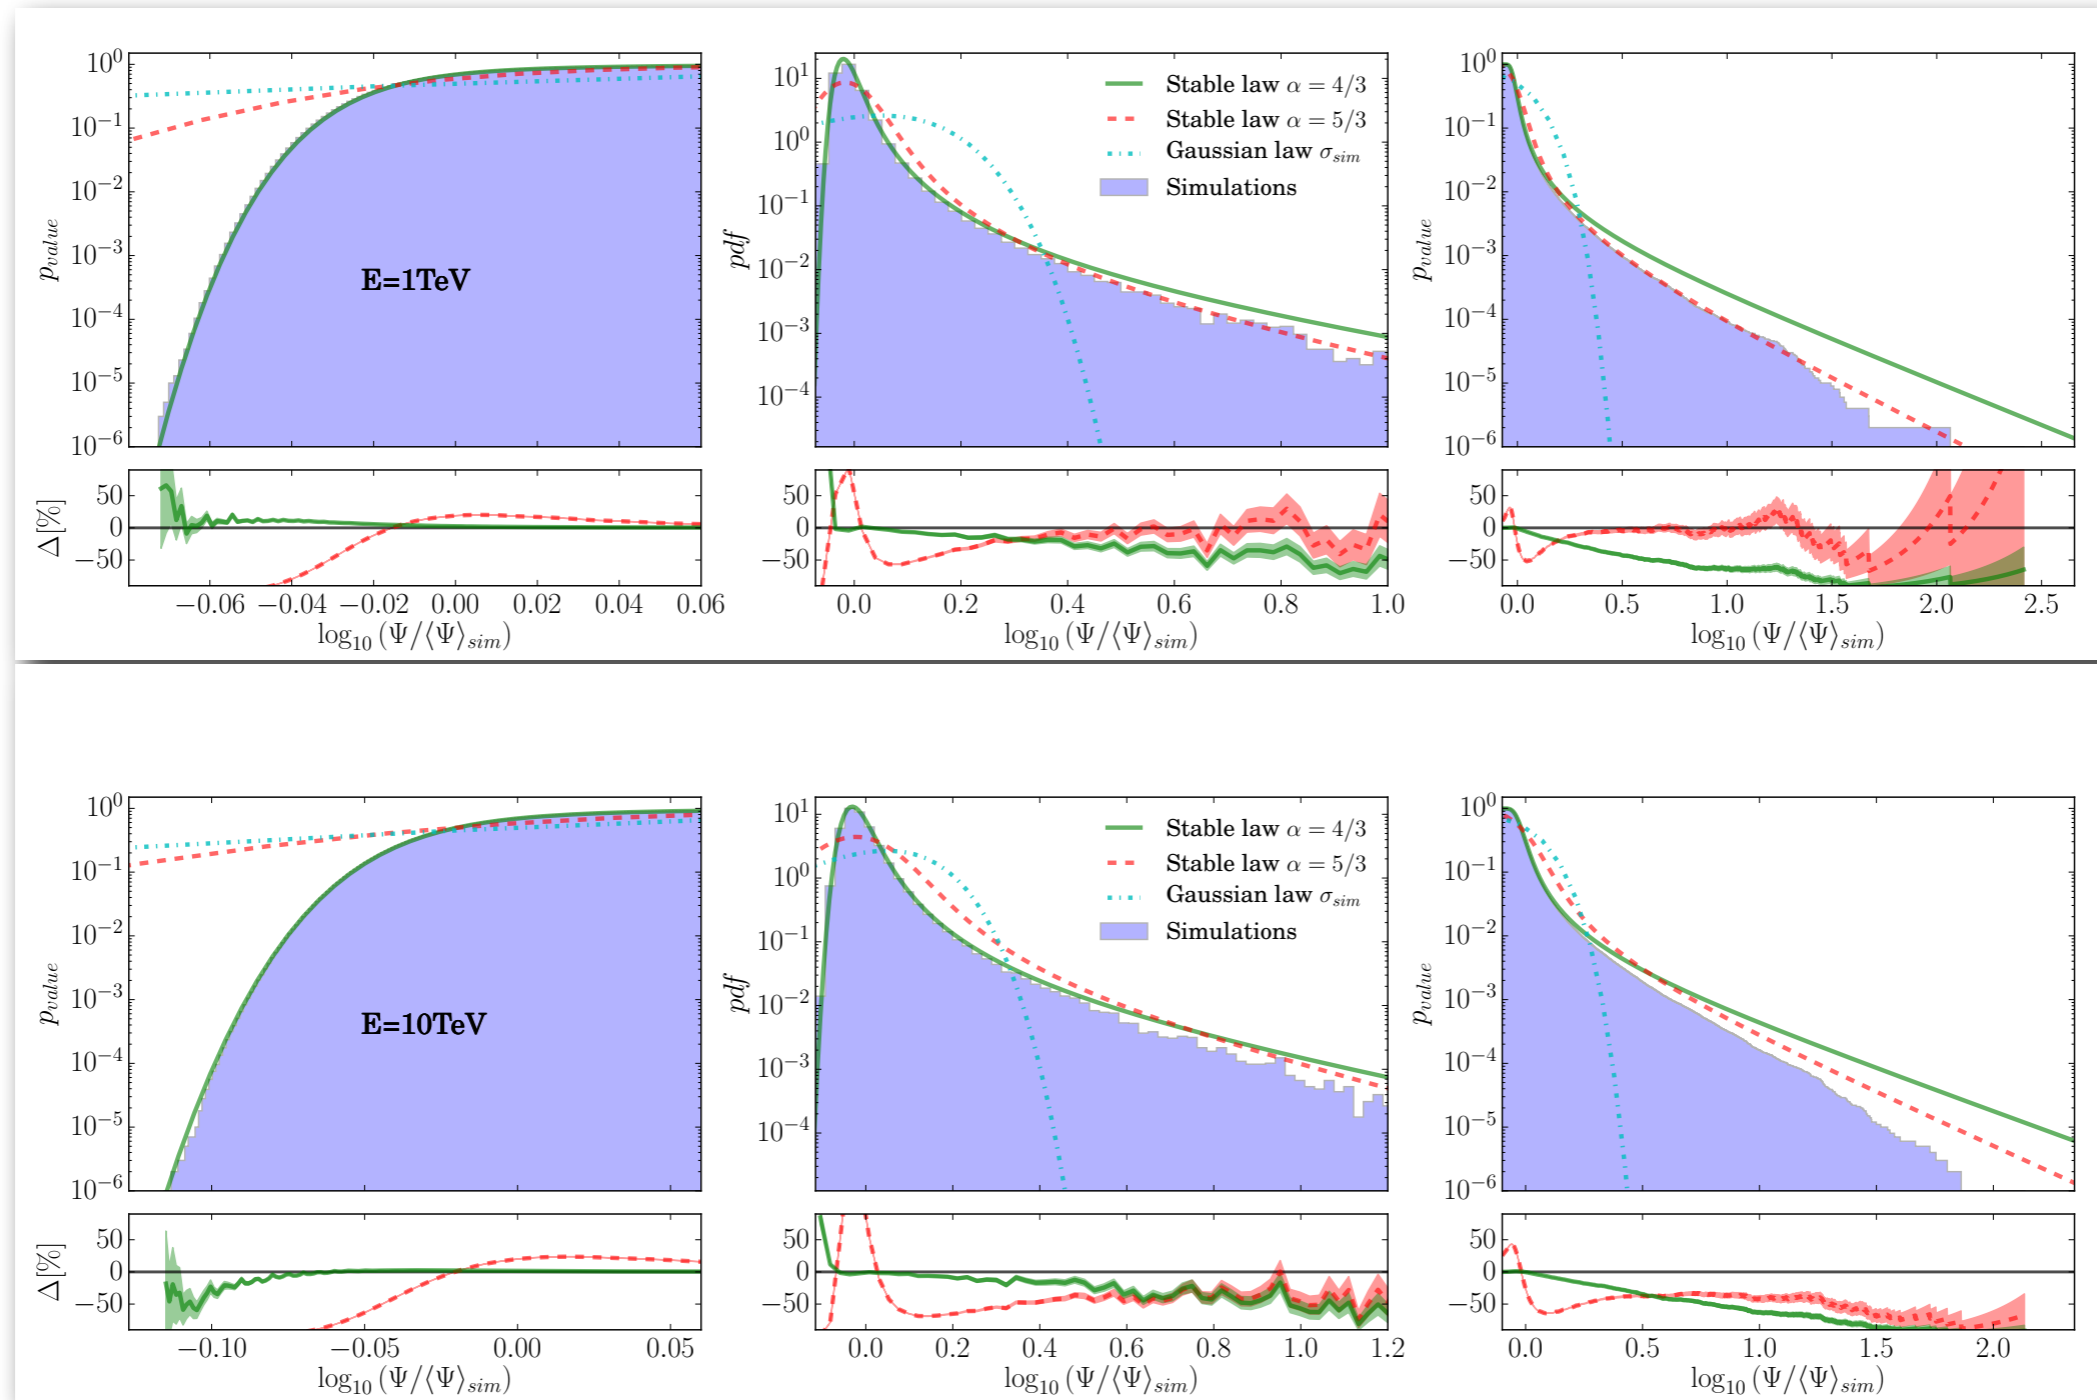 10^0
10^-1
10^-2
10^-3
10^-4
10^-5
10^-6
p_value
E=1TeV
50
0
−50
Δ[%]
−0.06 −0.04 −0.02 0.00 0.02 0.04 0.06
log10 (Ψ/⟨Ψ⟩sim)
10^1
10^0
10^-1
10^-2
10^-3
10^-4
pdf
Stable law α = 4/3
Stable law α = 5/3
Gaussian law σsim
Simulations
50
0
−50
0.0 0.2 0.4 0.6 0.8 1.0
log10 (Ψ/⟨Ψ⟩sim)
10^0
10^-1
10^-2
10^-3
10^-4
10^-5
10^-6
p_value
50
0
−50
0.0 0.5 1.0 1.5 2.0 2.5
log10 (Ψ/⟨Ψ⟩sim)
10^0
10^-1
10^-2
10^-3
10^-4
10^-5
10^-6
p_value
E=10TeV
50
0
−50
Δ[%]
−0.10 −0.05 0.00 0.05
log10 (Ψ/⟨Ψ⟩sim)
10^1
10^0
10^-1
10^-2
10^-3
10^-4
pdf
Stable law α = 4/3
Stable law α = 5/3
Gaussian law σsim
Simulations
50
0
−50
0.0 0.2 0.4 0.6 0.8 1.0 1.2
log10 (Ψ/⟨Ψ⟩sim)
10^0
10^-1
10^-2
10^-3
10^-4
10^-5
10^-6
p_value
50
0
−50
0.0 0.5 1.0 1.5 2.0
log10 (Ψ/⟨Ψ⟩sim)